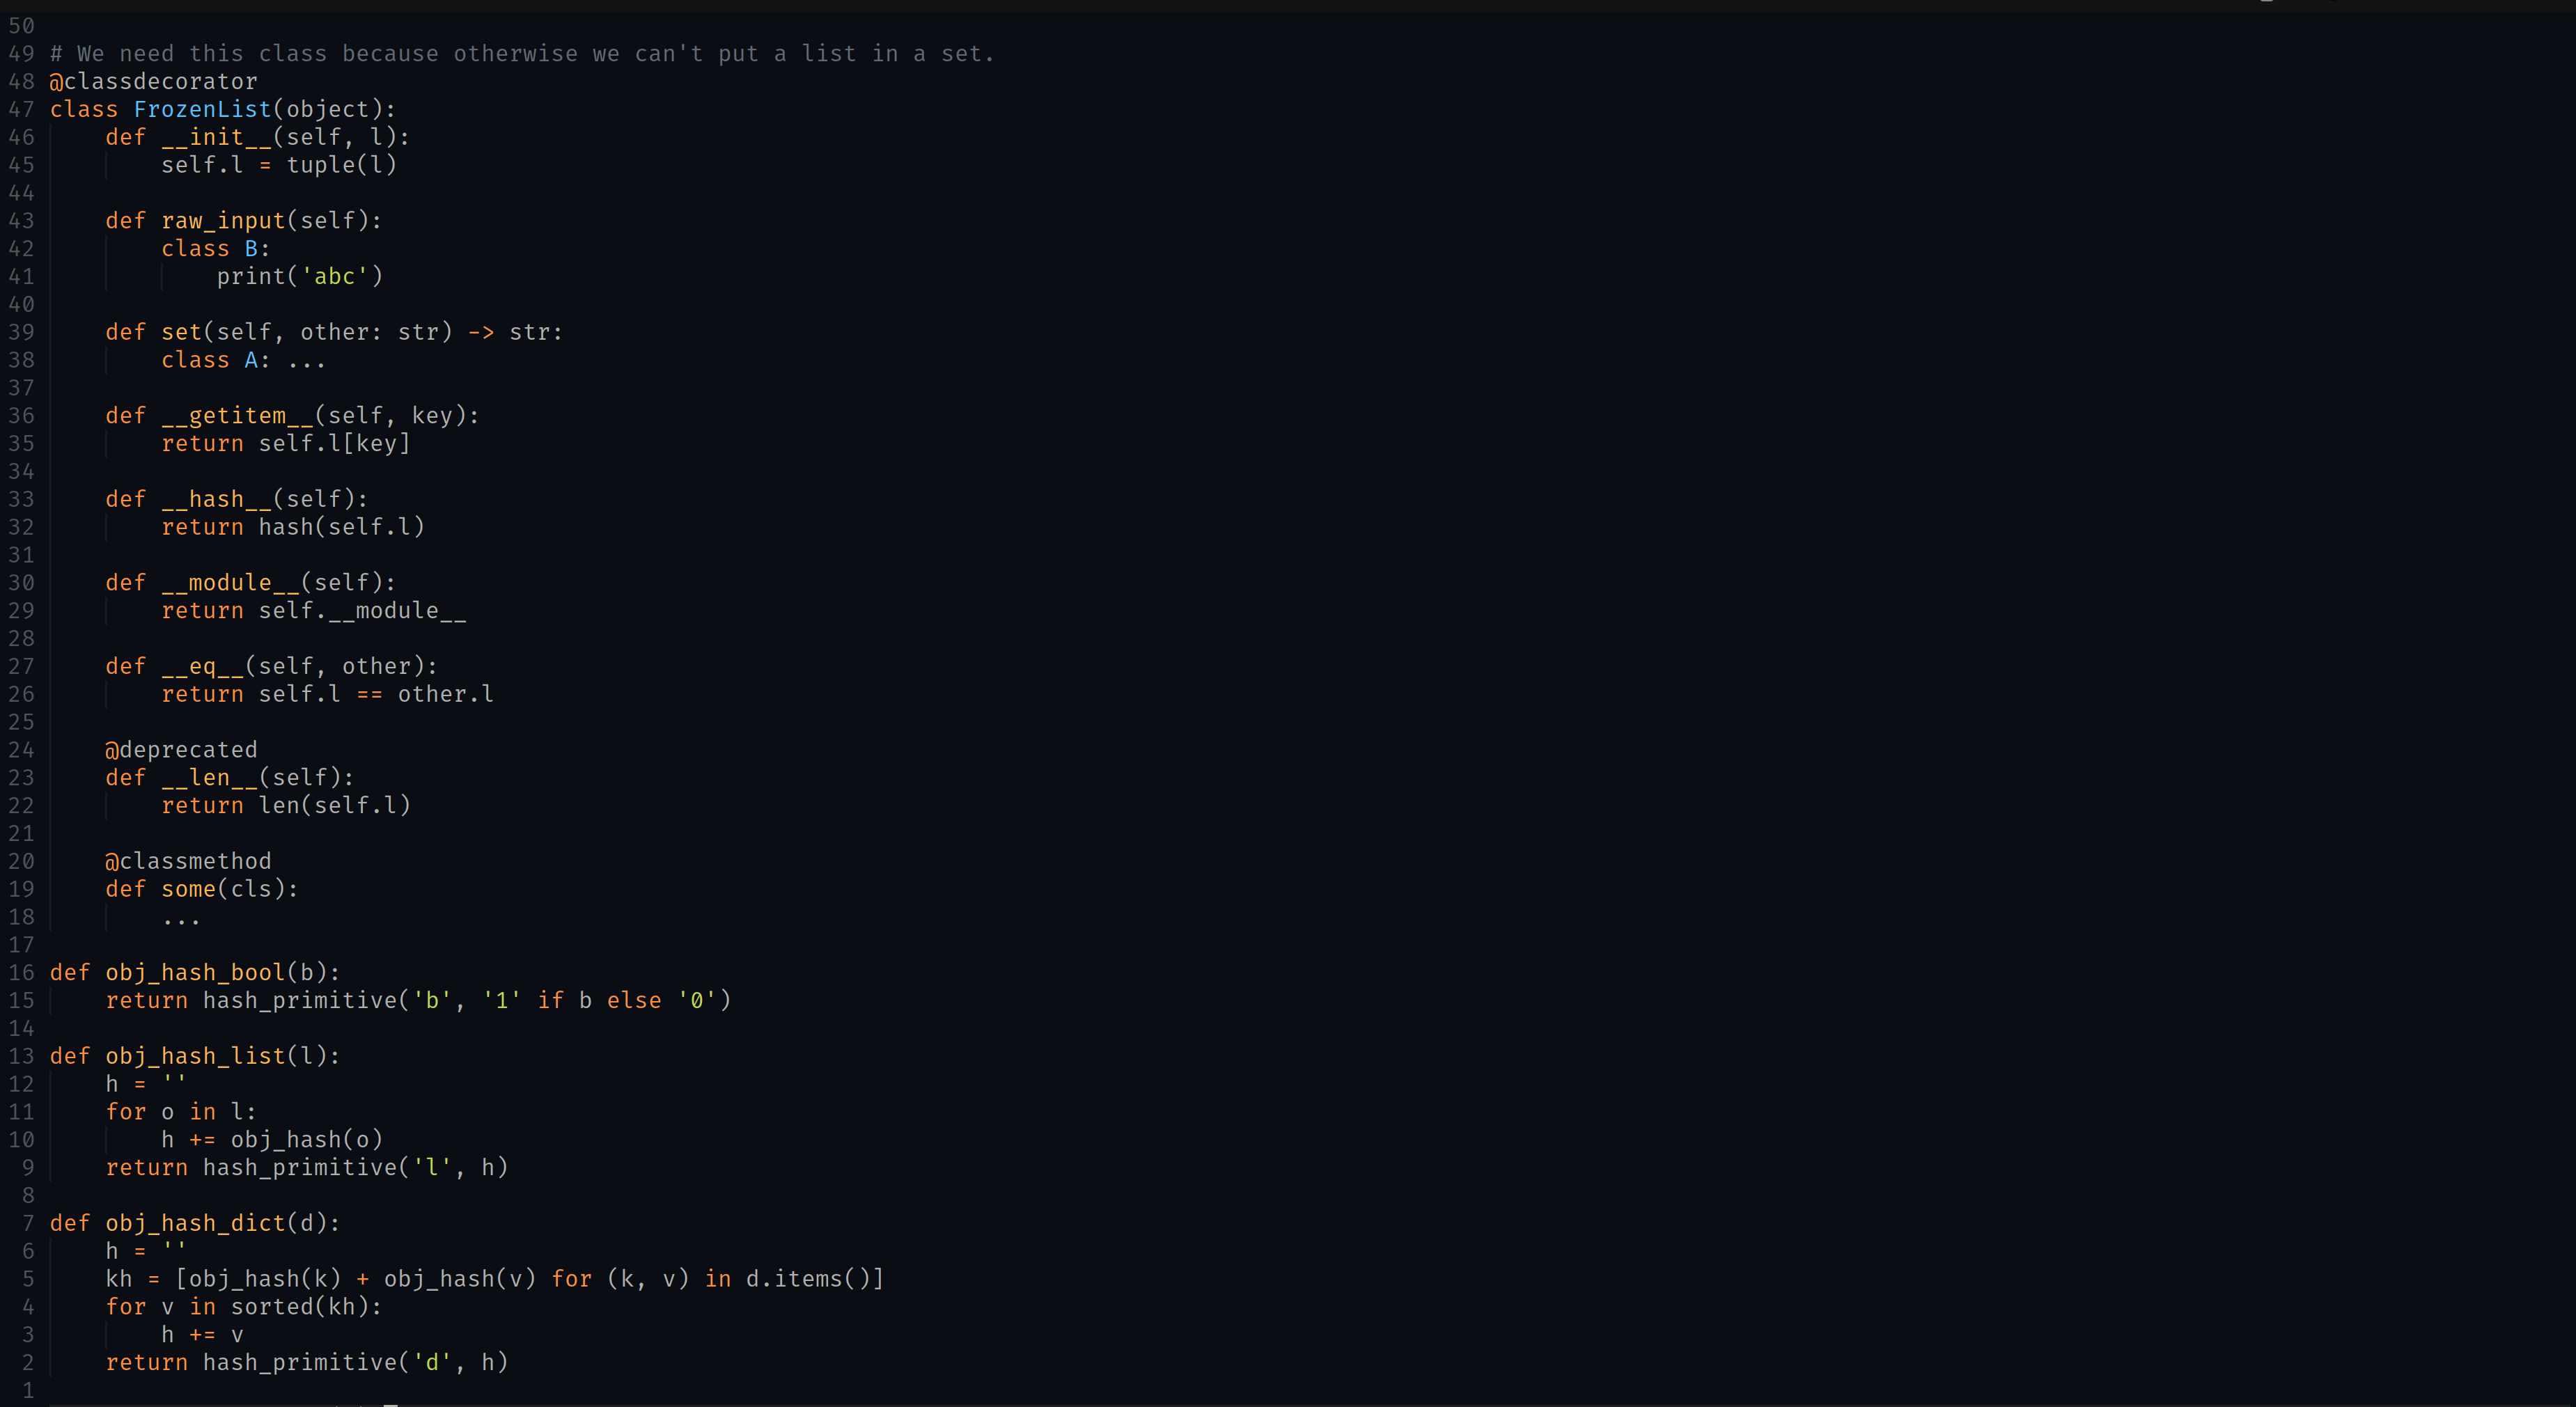 50
49 # We need this class because otherwise we can't put a list in a set.
48 @classdecorator
47 class FrozenList(object):
46     def __init__(self, l):
45         self.l = tuple(l)
44
43     def raw_input(self):
42         class B:
41             print('abc')
40
39     def set(self, other: str) -> str:
38         class A: ...
37
36     def __getitem__(self, key):
35         return self.l[key]
34
33     def __hash__(self):
32         return hash(self.l)
31
30     def __module__(self):
29         return self.__module__
28
27     def __eq__(self, other):
26         return self.l == other.l
25
24     @deprecated
23     def __len__(self):
22         return len(self.l)
21
20     @classmethod
19     def some(cls):
18         ...
17
16 def obj_hash_bool(b):
15     return hash_primitive('b', '1' if b else '0')
14
13 def obj_hash_list(l):
12     h = ''
11     for o in l:
10         h += obj_hash(o)
9     return hash_primitive('l', h)
8
7 def obj_hash_dict(d):
6     h = ''
5     kh = [obj_hash(k) + obj_hash(v) for (k, v) in d.items()]
4     for v in sorted(kh):
3         h += v
2     return hash_primitive('d', h)
1